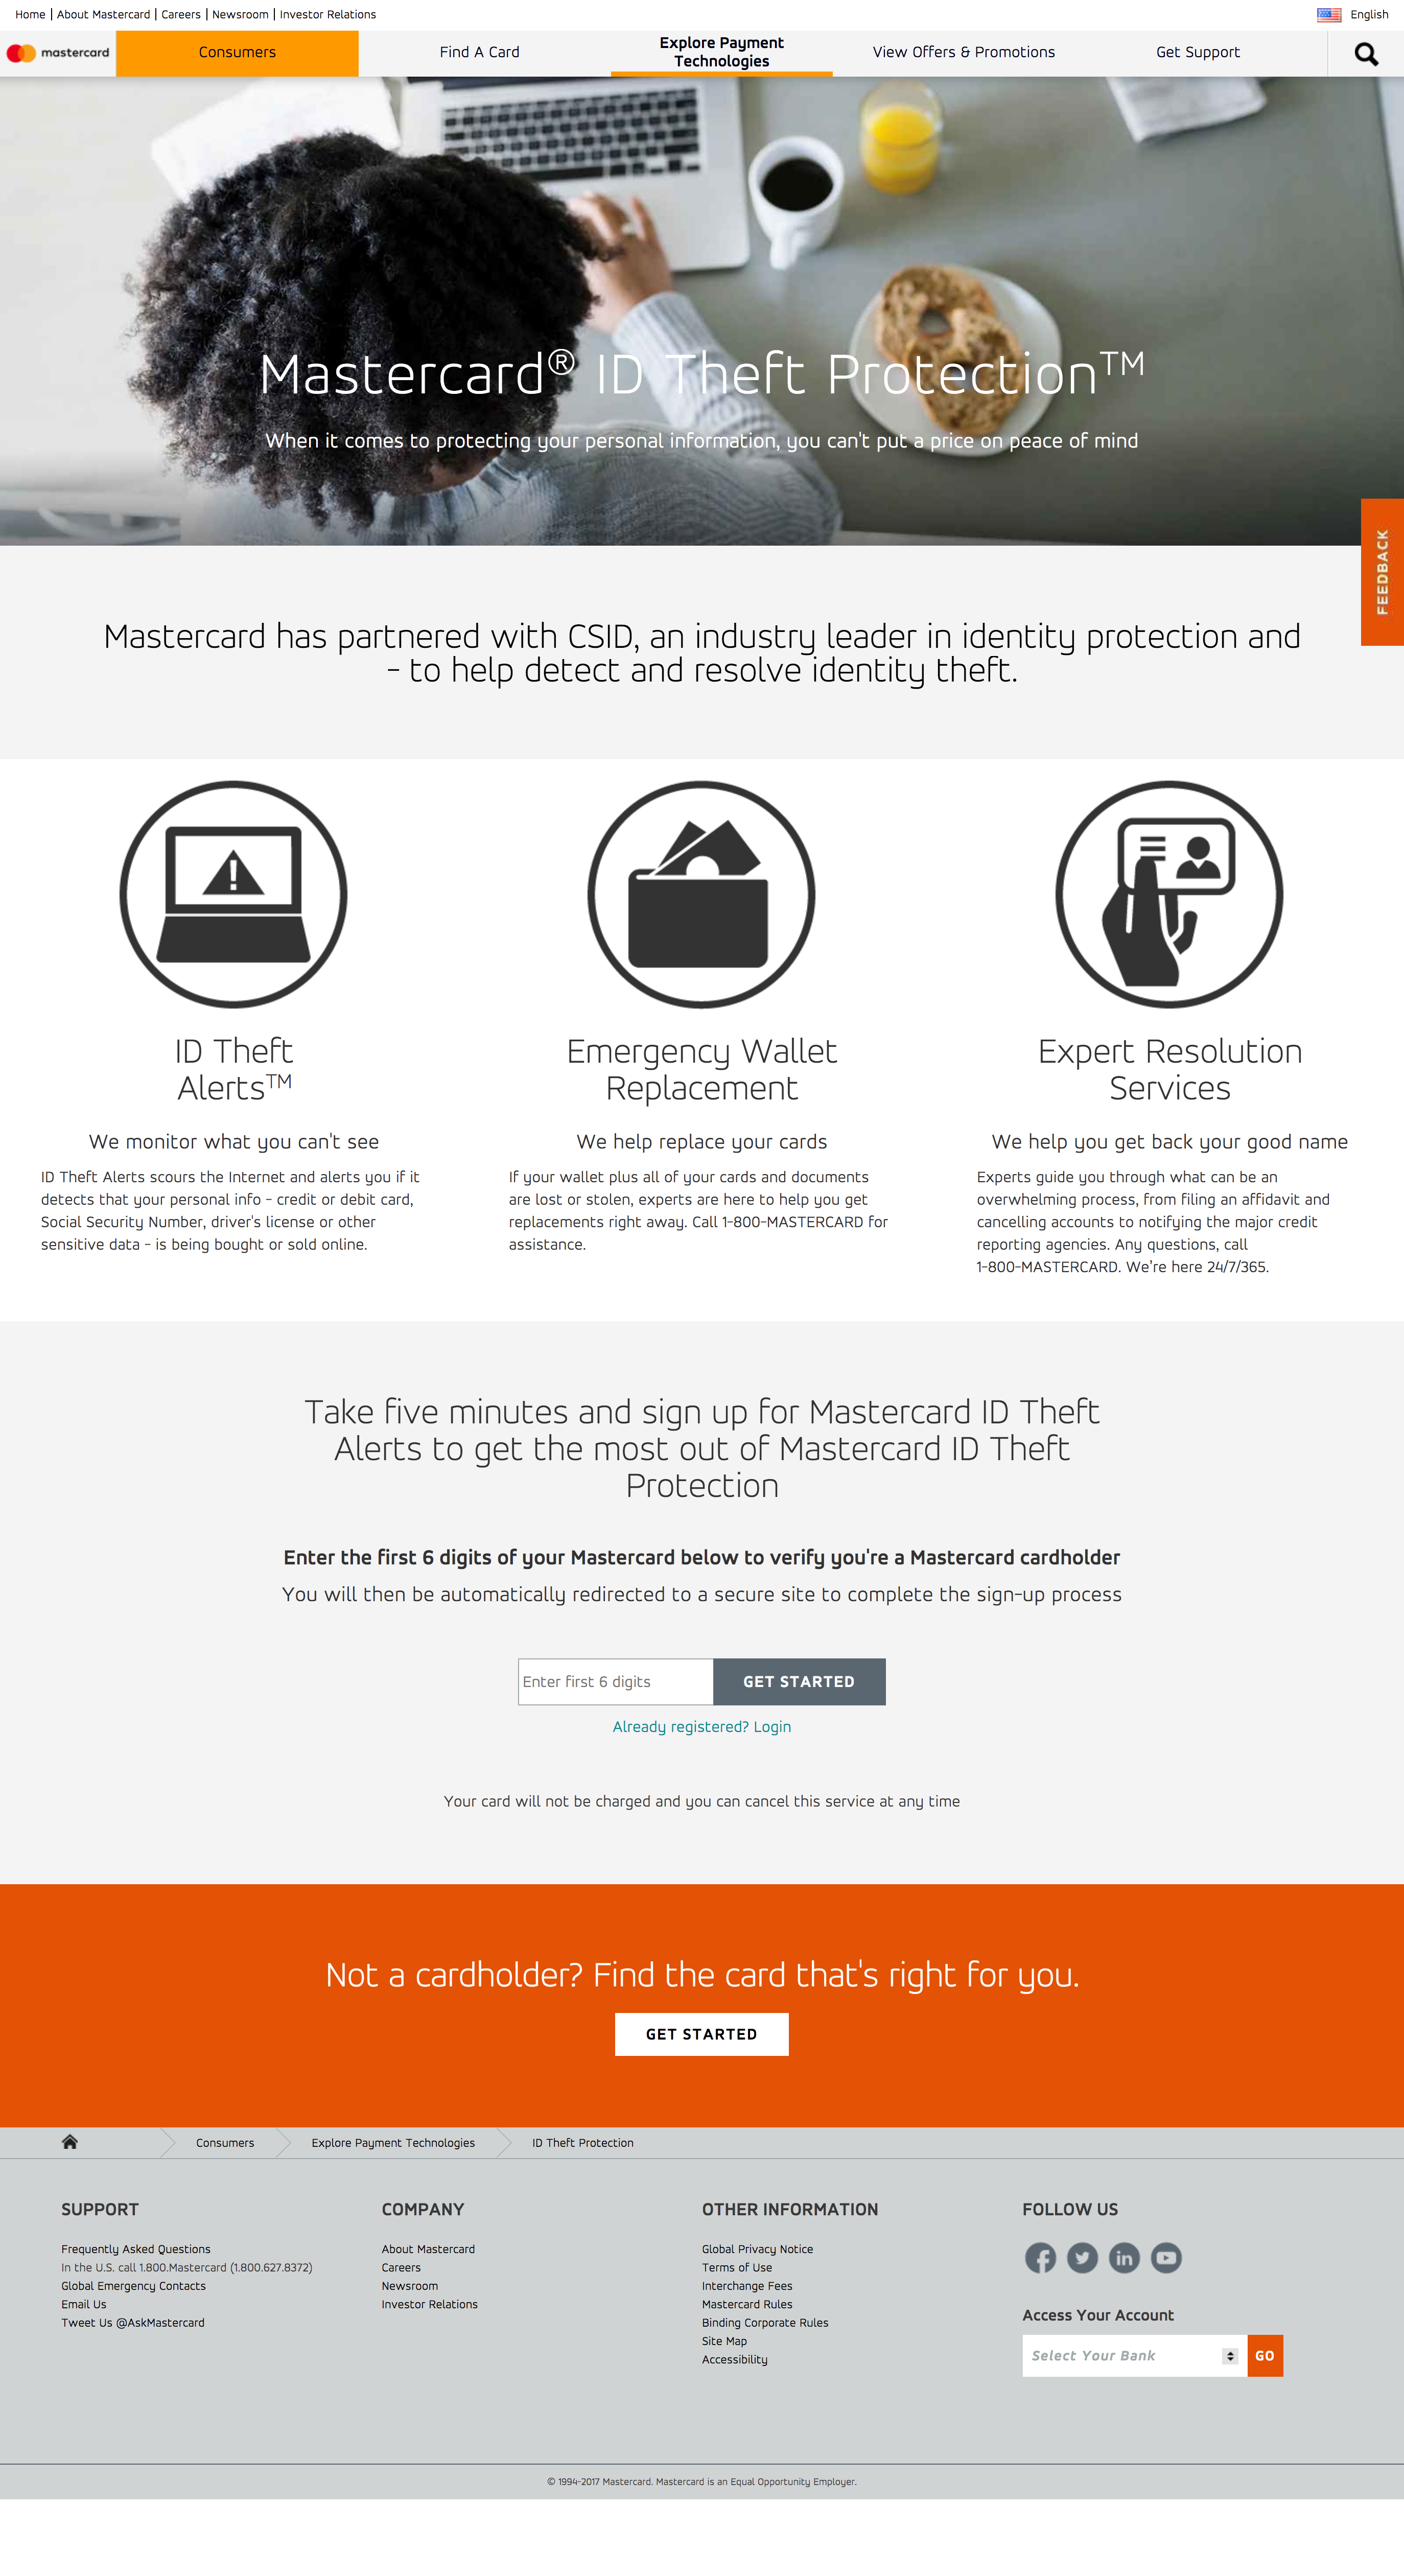 Home | About Mastercard | Careers | Newsroom | Investor Relations
English
mastercard
Consumers
Find A Card
Explore Payment
Technologies
View Offers & Promotions
Get Support
Mastercard® ID Theft Protection™
When it comes to protecting your personal information, you can't put a price on peace of mind
FEEDBACK
Mastercard has partnered with CSID, an industry leader in identity protection and
- to help detect and resolve identity theft.
ID Theft
Alerts™
We monitor what you can't see
ID Theft Alerts scours the Internet and alerts you if it
detects that your personal info - credit or debit card,
Social Security Number, driver's license or other
sensitive data - is being bought or sold online.
Emergency Wallet
Replacement
We help replace your cards
If your wallet plus all of your cards and documents
are lost or stolen, experts are here to help you get
replacements right away. Call 1-800-MASTERCARD for
assistance.
Expert Resolution
Services
We help you get back your good name
Experts guide you through what can be an
overwhelming process, from filing an affidavit and
cancelling accounts to notifying the major credit
reporting agencies. Any questions, call
1-800-MASTERCARD. We're here 24/7/365.
Take five minutes and sign up for Mastercard ID Theft
Alerts to get the most out of Mastercard ID Theft
Protection
Enter the first 6 digits of your Mastercard below to verify you're a Mastercard cardholder
You will then be automatically redirected to a secure site to complete the sign-up process
Enter first 6 digits
GET STARTED
Already registered? Login
Your card will not be charged and you can cancel this service at any time
Not a cardholder? Find the card that's right for you.
GET STARTED
Consumers
Explore Payment Technologies
ID Theft Protection
SUPPORT
Frequently Asked Questions
In the U.S. call 1.800.Mastercard (1.800.627.8372)
Global Emergency Contacts
Email Us
Tweet Us @AskMastercard
COMPANY
About Mastercard
Careers
Newsroom
Investor Relations
OTHER INFORMATION
Global Privacy Notice
Terms of Use
Interchange Fees
Mastercard Rules
Binding Corporate Rules
Site Map
Accessibility
FOLLOW US
Access Your Account
Select Your Bank
GO
© 1994-2017 Mastercard. Mastercard is an Equal Opportunity Employer.